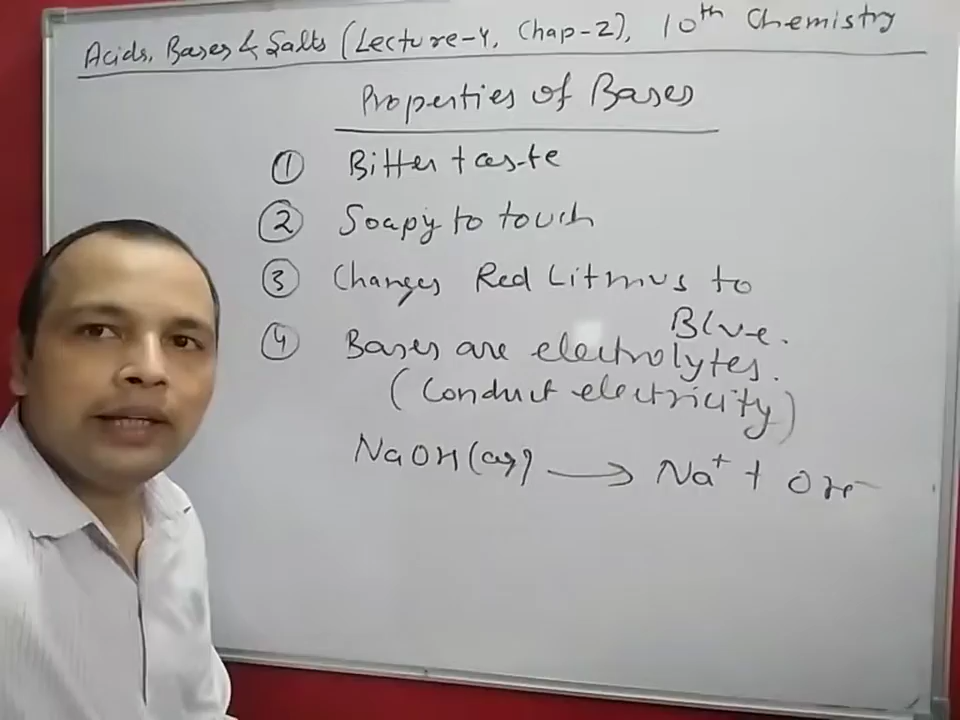 Acids, Bases & Salts (Lecture-4, Chap-2), 10th Chemistry
Properties of Bases
① Bitter taste
② Soapy to touch
③ Changes Red Litmus to
Blue.
④ Bases are electrolytes.
(Conduct electricity)
NaOH(aq) → Na⁺ + OH⁻